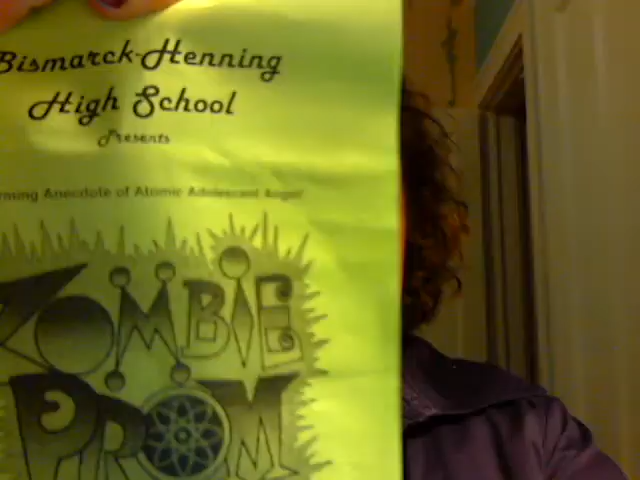 Bismarck-Henning
High School
Presents
Anecdote of Atomic Adolescent Angst
ZOMBIE
PROM